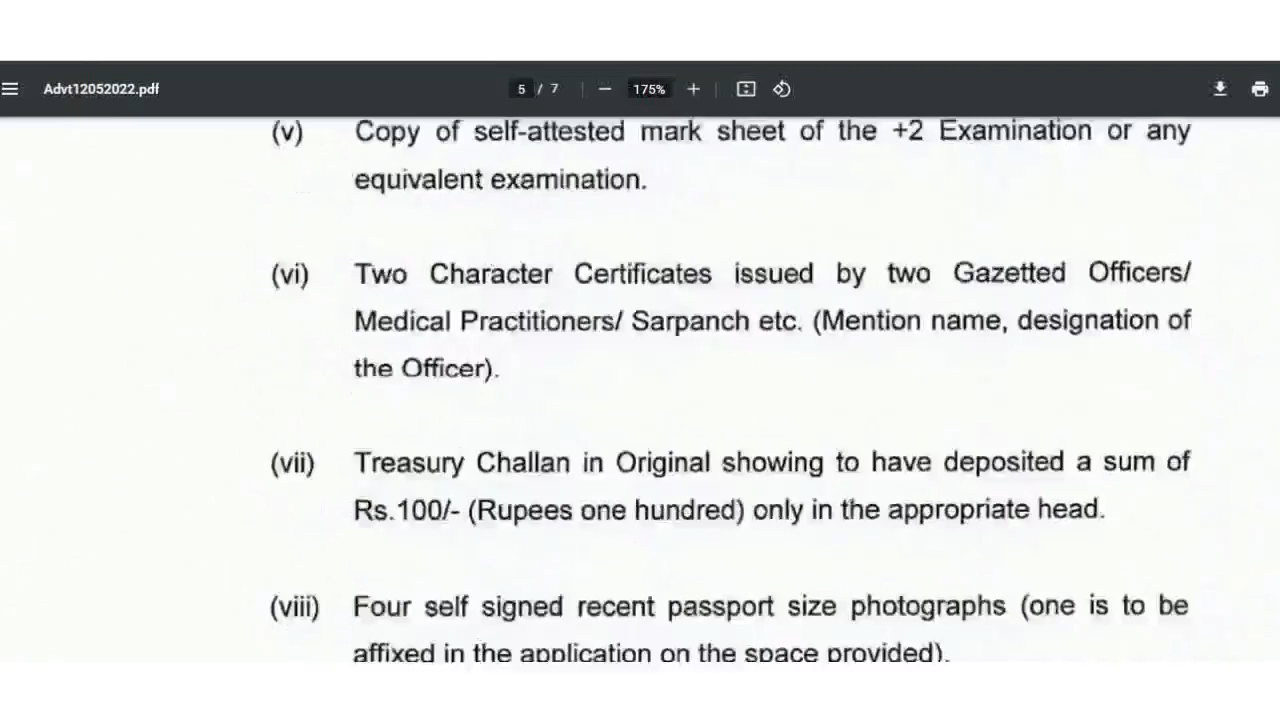 Advt12052022.pdf 5 / 7 175%
(v) Copy of self-attested mark sheet of the +2 Examination or any
equivalent examination.
(vi) Two Character Certificates issued by two Gazetted Officers/
Medical Practitioners/ Sarpanch etc. (Mention name, designation of
the Officer).
(vii) Treasury Challan in Original showing to have deposited a sum of
Rs.100/- (Rupees one hundred) only in the appropriate head.
(viii) Four self signed recent passport size photographs (one is to be
affixed in the application on the space provided).